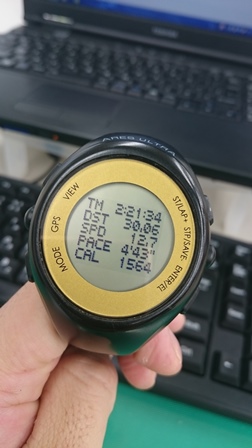 ARES ULTRA
VIEW
GPS
MODE
ST/LAP+
STP/SAVE
ENTER/EL
TM 2:21:34
DST 30.06
SPD 12.7
PACE 4'43"
CAL 1564